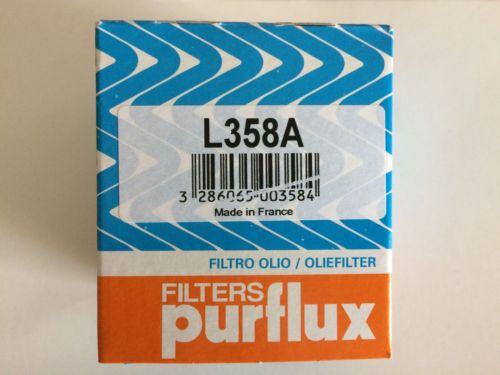 L358A
3 286065 003584
Made in France
FILTRO OLIO / OLIEFILTER
FILTERS
purflux